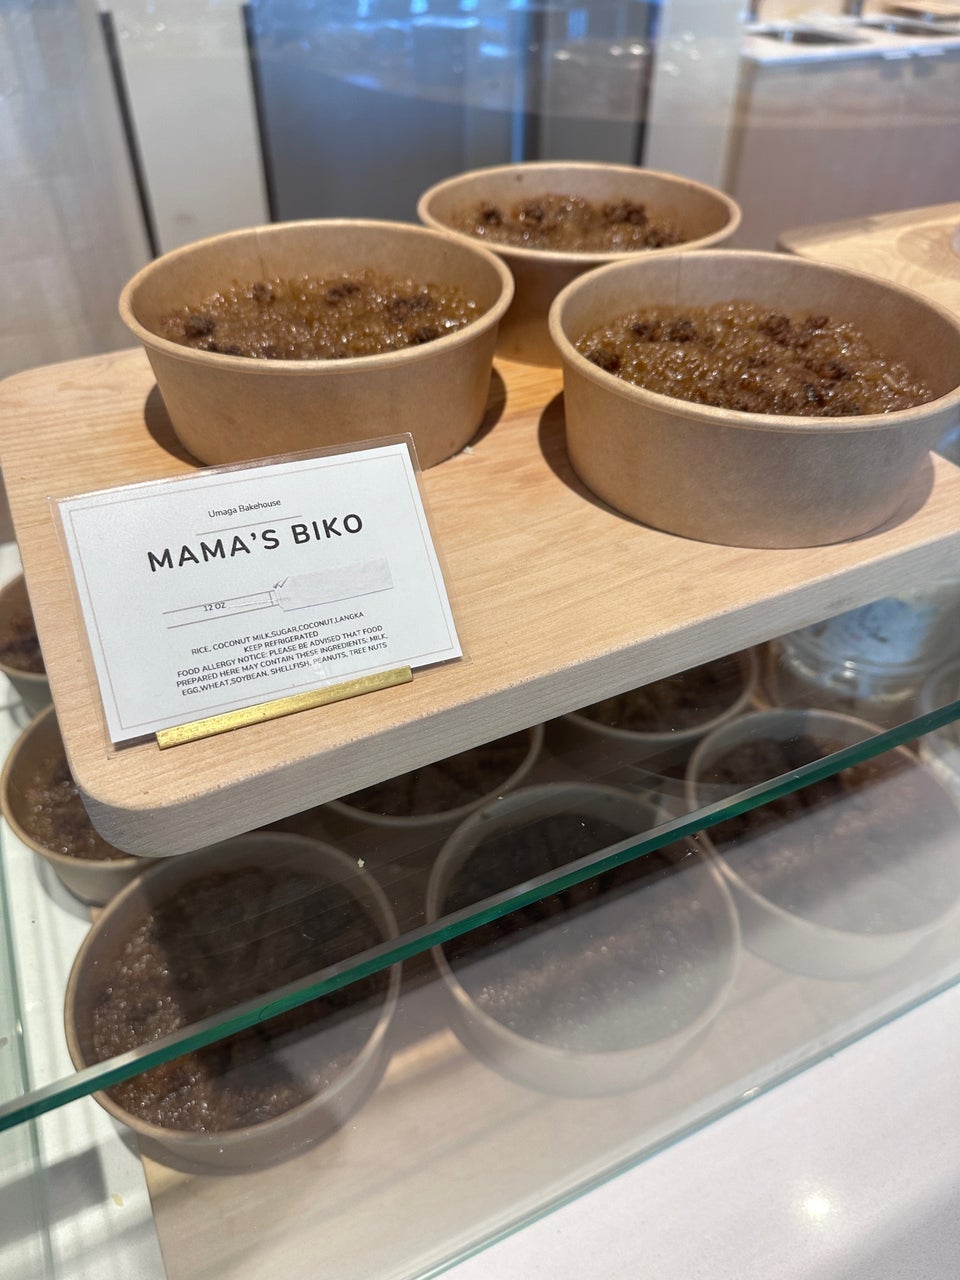 Umaga Bakehouse
MAMA'S BIKO
12 OZ
RICE, COCONUT MILK,SUGAR,COCONUT,LANGKA
KEEP REFRIGERATED
FOOD ALLERGY NOTICE: PLEASE BE ADVISED THAT FOOD
PREPARED HERE MAY CONTAIN THESE INGREDIENTS: MILK,
EGG,WHEAT,SOYBEAN, SHELLFISH, PEANUTS, TREE NUTS